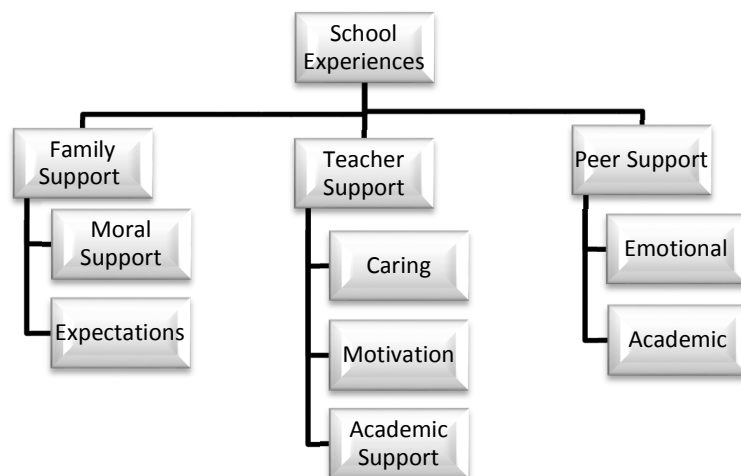 School
Experiences
Family
Support
Moral
Support
Expectations
Teacher
Support
Caring
Motivation
Academic
Support
Peer Support
Emotional
Academic